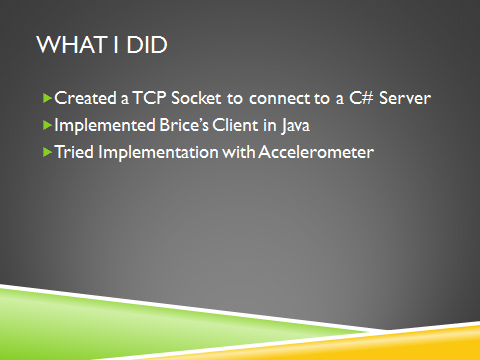 WHAT I DID
Created a TCP Socket to connect to a C# Server
Implemented Brice's Client in Java
Tried Implementation with Accelerometer